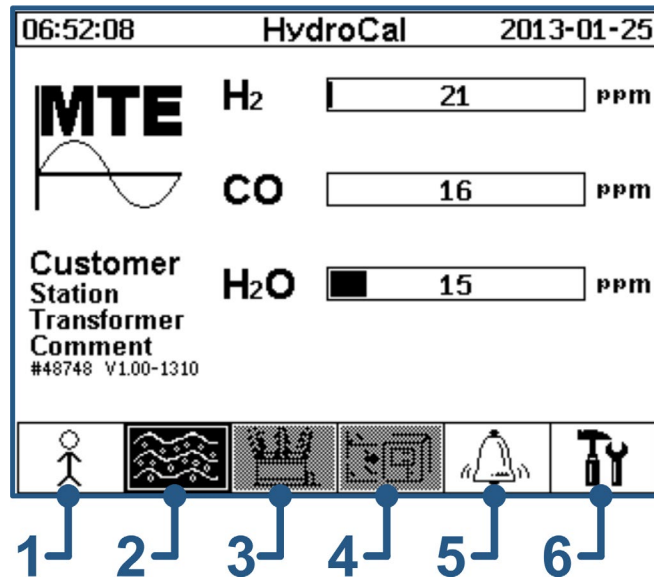 06:52:08 HydroCal 2013-01-25
MTE
H₂ 21 ppm
CO 16 ppm
H₂O 15 ppm
Customer
Station
Transformer
Comment
#48748 V1.00-1310
1 2 3 4 5 6